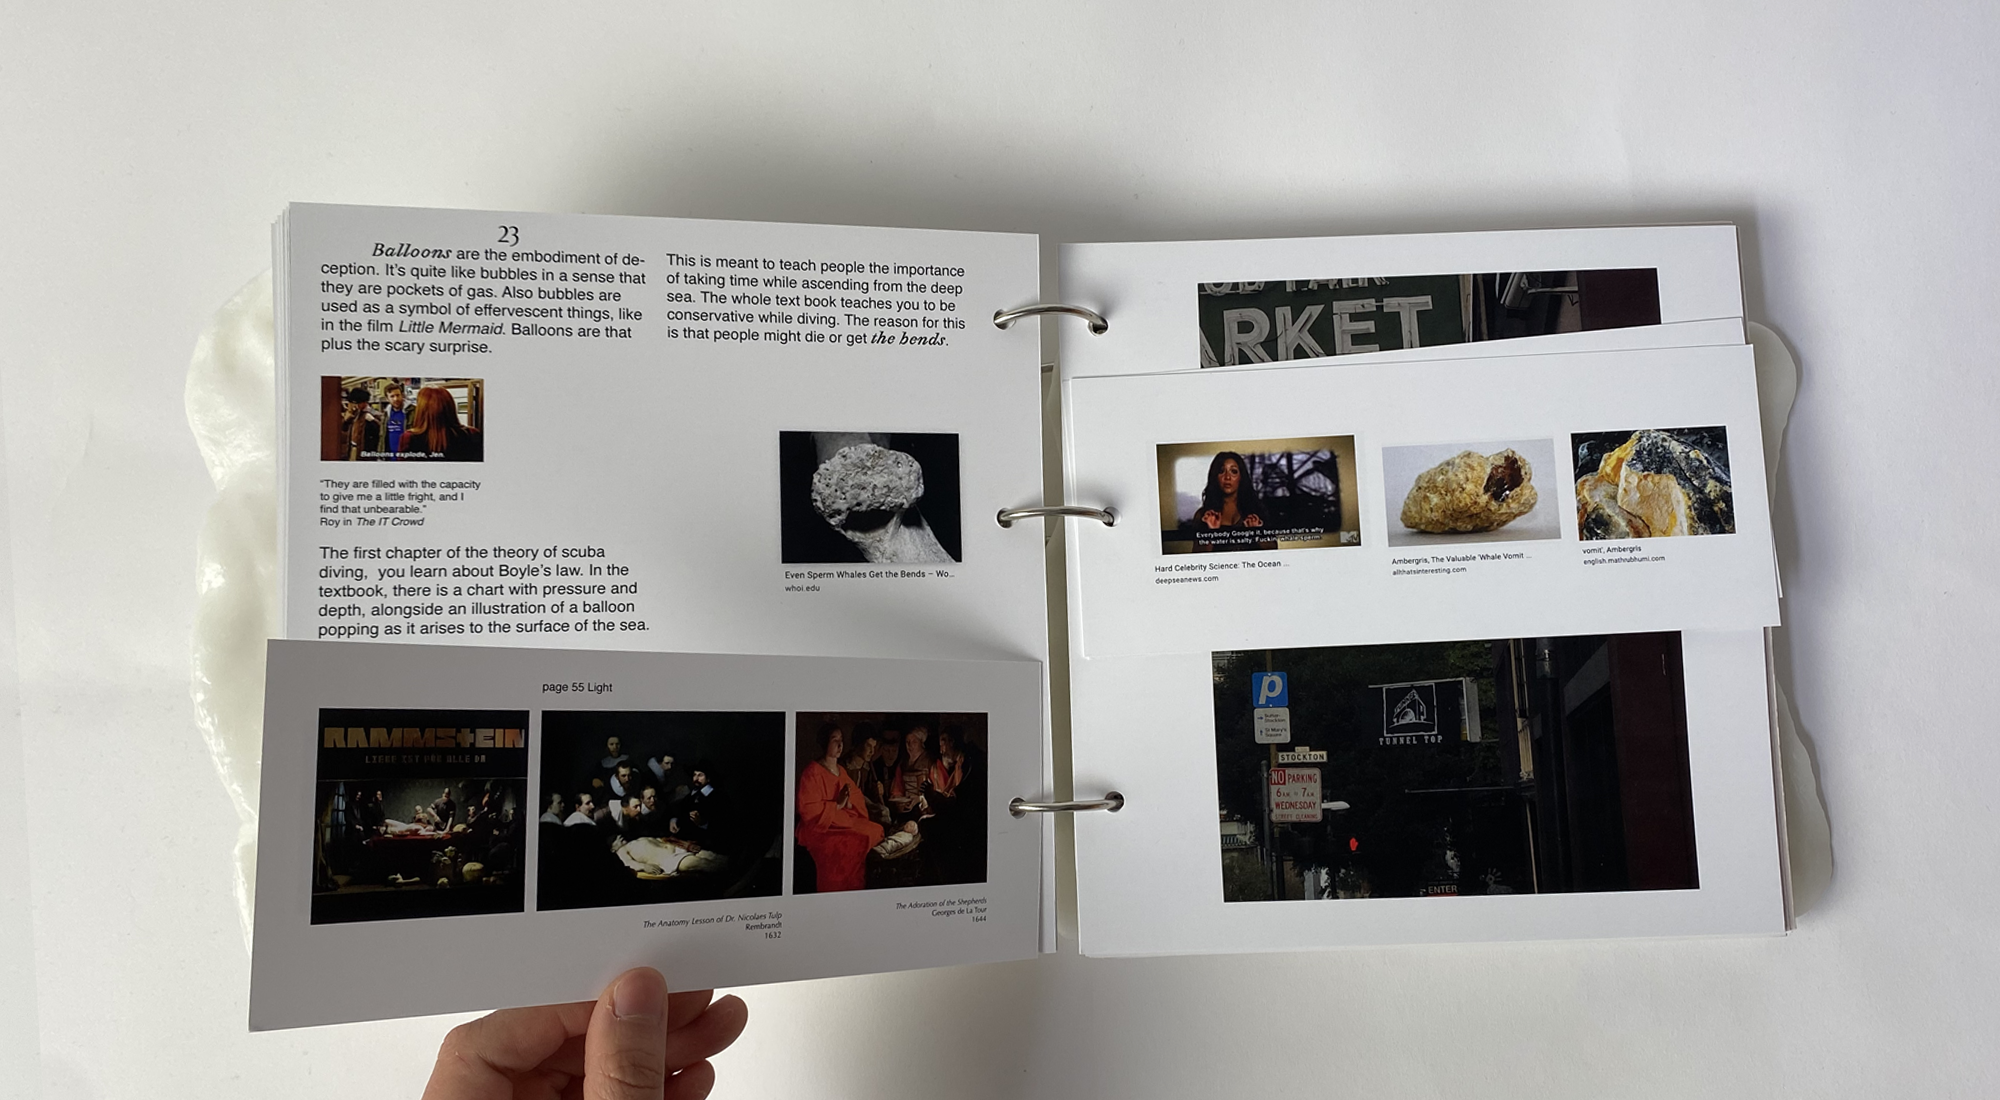 23
Balloons are the embodiment of de-
ception. It's quite like bubbles in a sense that
they are pockets of gas. Also bubbles are
used as a symbol of effervescent things, like
in the film Little Mermaid. Balloons are that
plus the scary surprise.
Balloons explode, Jen.
"They are filled with the capacity
to give me a little fright, and I
find that unbearable."
Roy in The IT Crowd
The first chapter of the theory of scuba
diving, you learn about Boyle's law. In the
textbook, there is a chart with pressure and
depth, alongside an illustration of a balloon
popping as it arises to the surface of the sea.
This is meant to teach people the importance
of taking time while ascending from the deep
sea. The whole text book teaches you to be
conservative while diving. The reason for this
is that people might die or get the bends.
Even Sperm Whales Get the Bends – Wo...
whoi.edu
page 55 Light
RAMMSTEIN
LIEBE IST FÜR ALLE DA
The Anatomy Lesson of Dr. Nicolaes Tulp
Rembrandt
1632
The Adoration of the Shepherds
Georges de La Tour
1644
ARKET
Everybody Google it, because that's why
the water is salty. Fuckin' whale sperm.
Hard Celebrity Science: The Ocean ...
deepseanews.com
Ambergris, The Valuable 'Whale Vomit ...
allthatsinteresting.com
vomit', Ambergris
english.mathrubhumi.com
P
TUNNEL TOP
STOCKTON
NO PARKING
6 A.M. TO 7 A.M.
WEDNESDAY
STREET CLEANING
ENTER